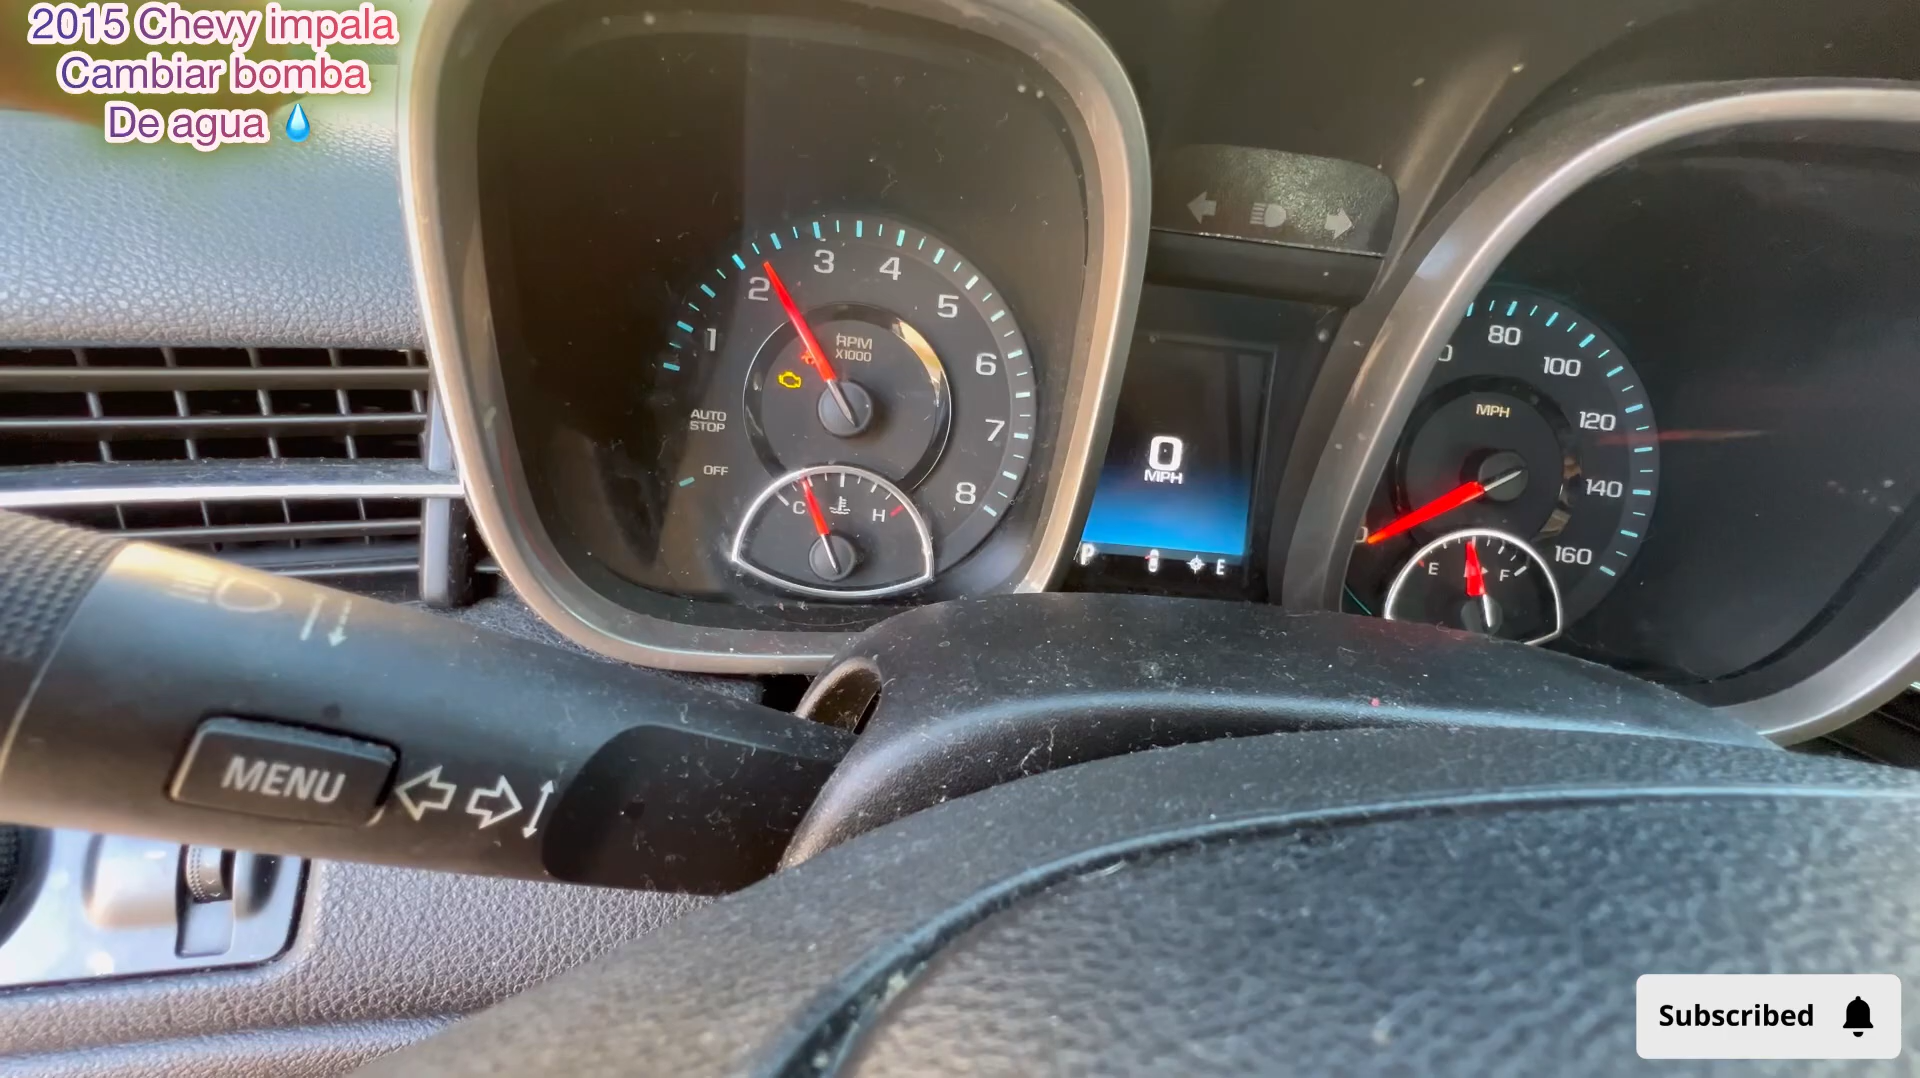 2015 Chevy impala
Cambiar bomba
De agua
1
2
3
4
5
6
7
8
RPM
X1000
AUTO
STOP
OFF
C
H
0
MPH
P
E
80
100
120
140
160
MPH
E
F
MENU
Subscribed